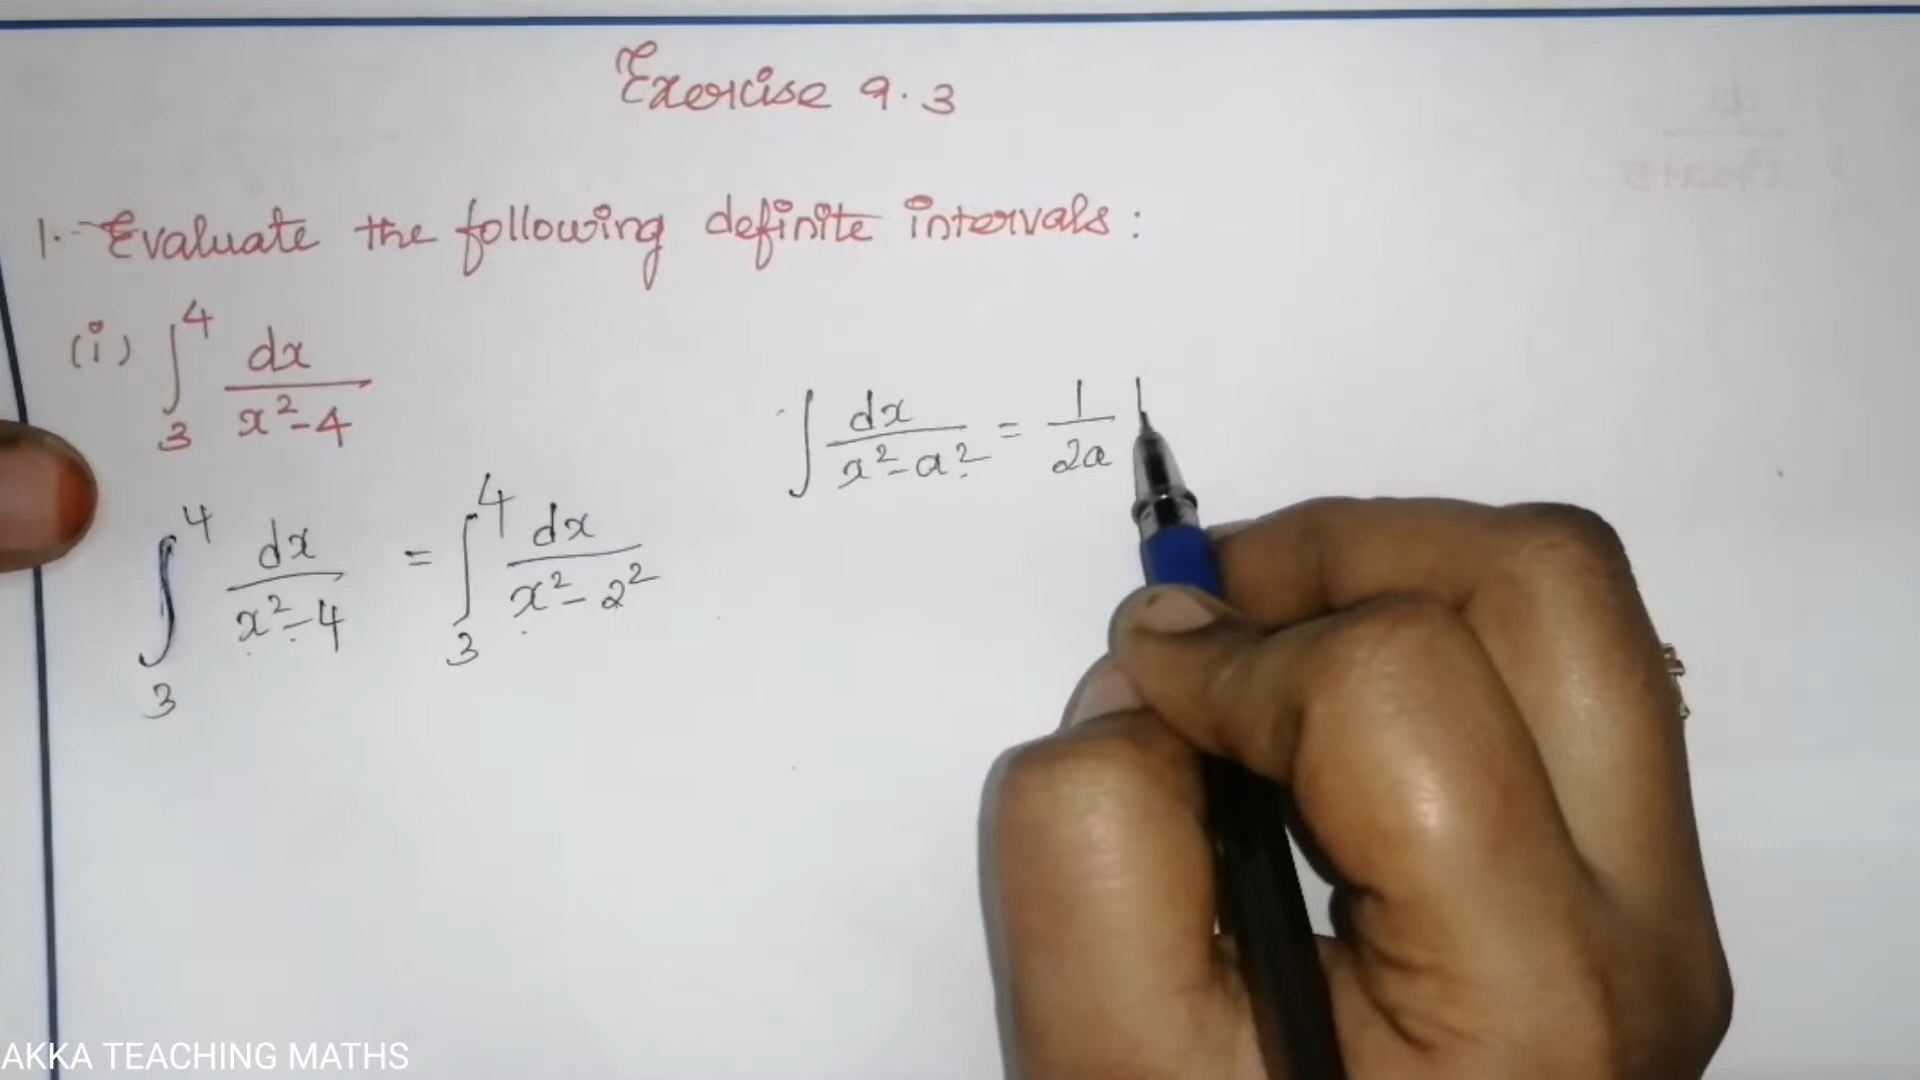 Exercise 9.3
1. Evaluate the following definite intervals:
(i) ∫₃⁴ dx/(x²-4)
∫ dx/(x²-a²) = 1/2a |
∫₃⁴ dx/(x²-4) = ∫₃⁴ dx/(x²-2²)
AKKA TEACHING MATHS